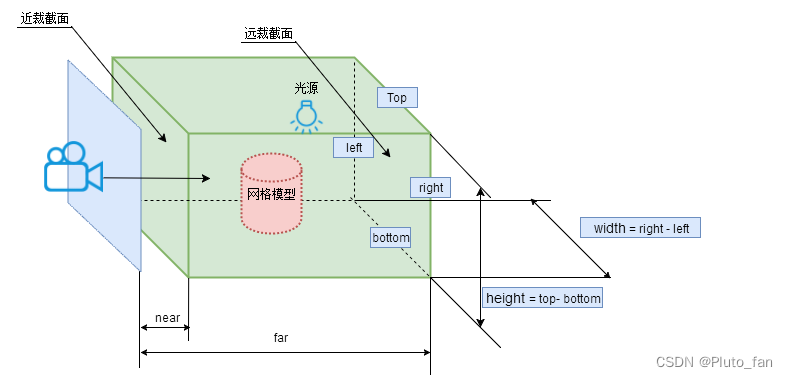 近裁截面
远裁截面
光源
Top
left
网格模型
right
width = right - left
bottom
height = top- bottom
near
far
CSDN @Pluto_fan